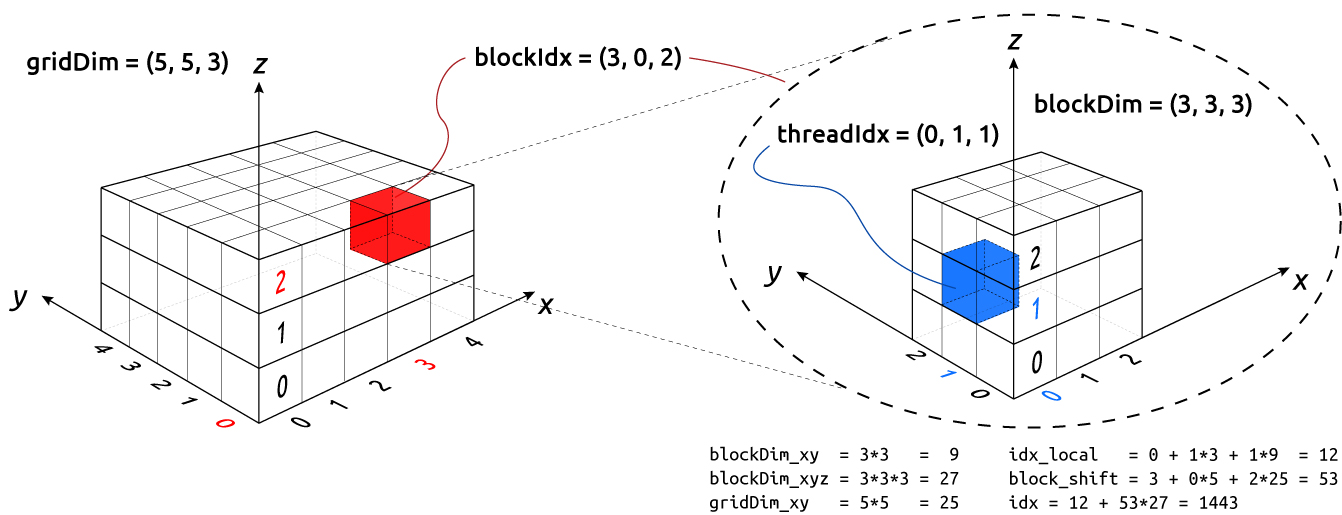 gridDim = (5, 5, 3)
z
blockIdx = (3, 0, 2)
2
1
0
y
x
4
3
2
1
0
0
1
2
3
4
z
blockDim = (3, 3, 3)
threadIdx = (0, 1, 1)
2
1
0
y
x
2
1
0
0
1
2
blockDim_xy  = 3*3   =  9
blockDim_xyz = 3*3*3 = 27
gridDim_xy   = 5*5   = 25
idx_local   = 0 + 1*3 + 1*9  = 12
block_shift = 3 + 0*5 + 2*25 = 53
idx = 12 + 53*27 = 1443